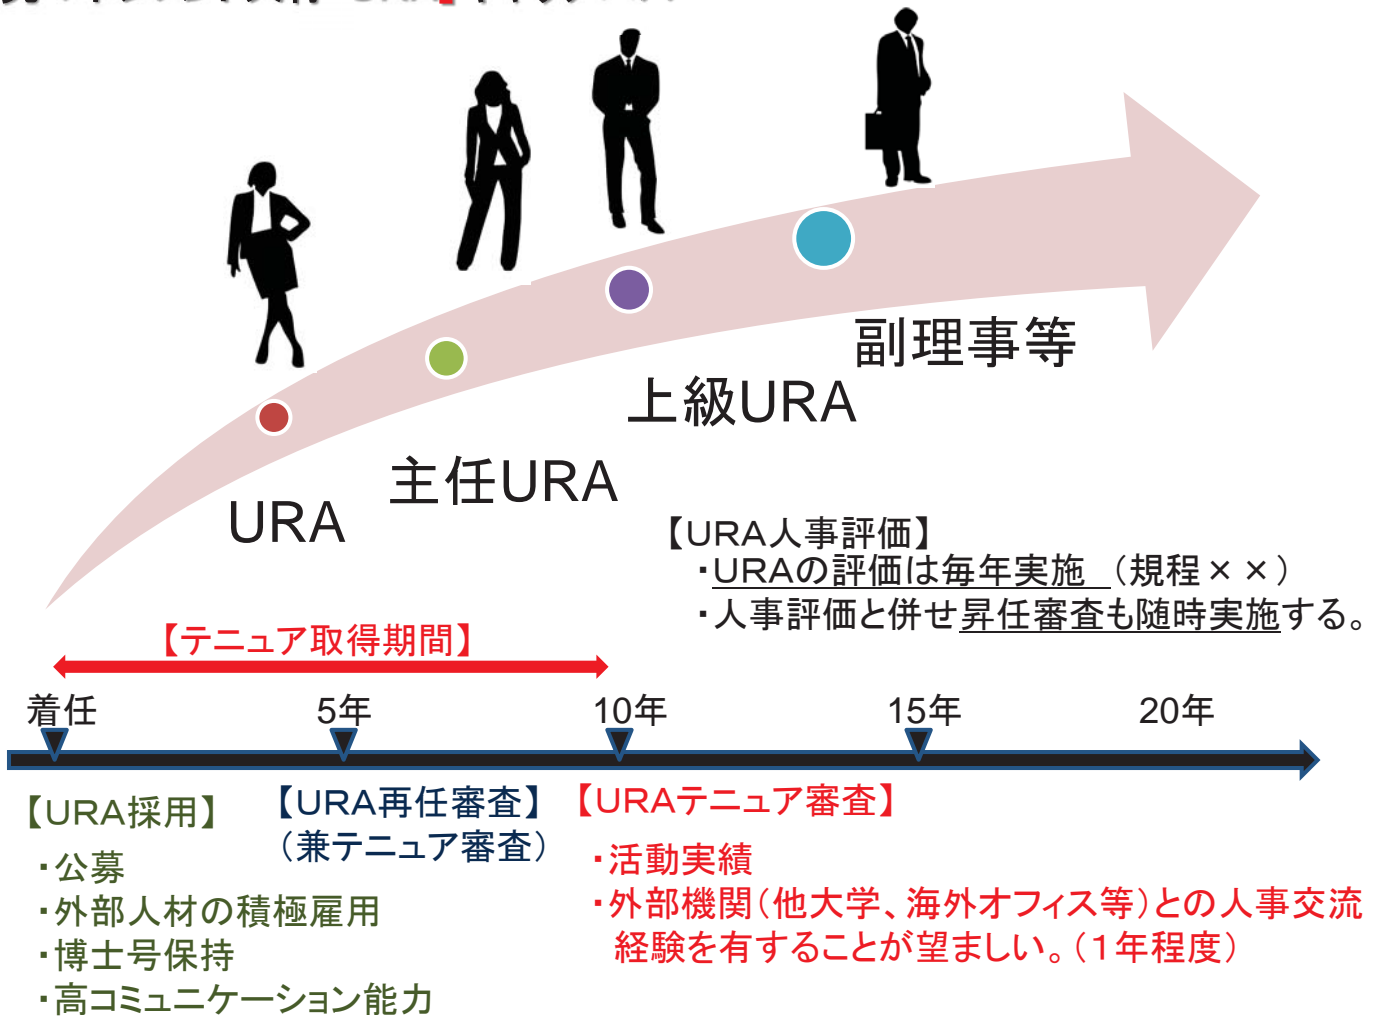 副理事等
上級URA
主任URA
URA
【URA人事評価】
・URAの評価は毎年実施 （規程××）
・人事評価と併せ昇任審査も随時実施する。
【テニュア取得期間】
着任 5年 10年 15年 20年
【URA採用】
・公募
・外部人材の積極雇用
・博士号保持
・高コミュニケーション能力
【URA再任審査】
（兼テニュア審査）
【URAテニュア審査】
・活動実績
・外部機関（他大学、海外オフィス等）との人事交流
経験を有することが望ましい。（１年程度）